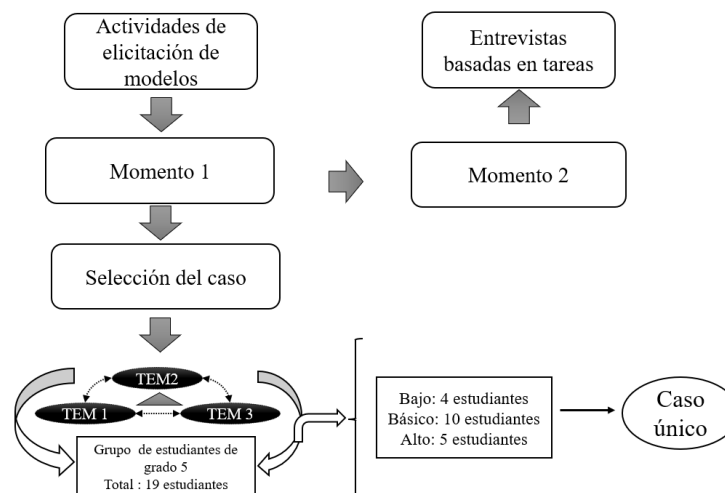 Actividades de
elicitación de
modelos
Entrevistas
basadas en tareas
Momento 1
Momento 2
Selección del caso
TEM2
TEM 1
TEM 3
Grupo de estudiantes de
grado 5
Total : 19 estudiantes
Bajo: 4 estudiantes
Básico: 10 estudiantes
Alto: 5 estudiantes
Caso
único